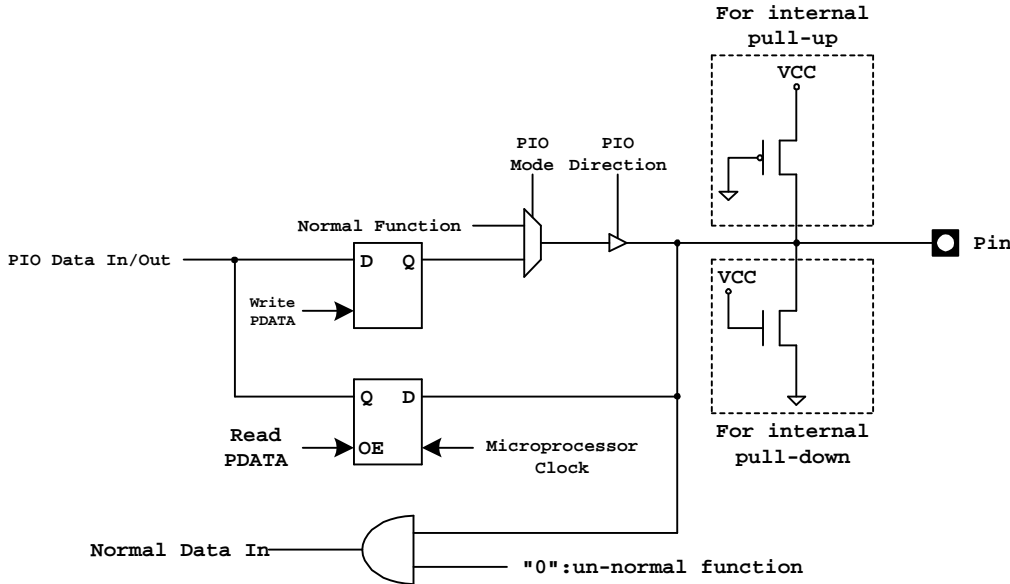 For internal
pull-up
VCC
PIO
Mode
PIO
Direction
Normal Function
PIO Data In/Out
D
Q
Pin
Write
PDATA
VCC
Q
D
Read
PDATA
OE
Microprocessor
Clock
For internal
pull-down
Normal Data In
"0":un-normal function